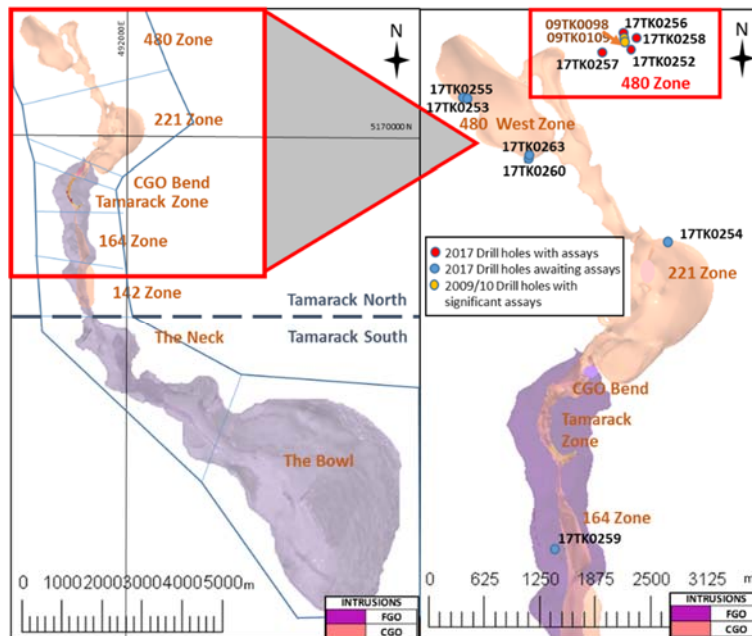 492000E
N
480 Zone
221 Zone
5170000N
CGO Bend
Tamarack Zone
164 Zone
142 Zone
Tamarack North
The Neck
Tamarack South
The Bowl
0 1000 2000 3000 4000 5000 m
INTRUSIONS
FGO
CGO
N
09TK0098
17TK0256
09TK0109
17TK0258
17TK0257
17TK0252
480 Zone
17TK0255
17TK0253
480 West Zone
17TK0263
17TK0260
17TK0254
221 Zone
2017 Drill holes with assays
2017 Drill holes awaiting assays
2009/10 Drill holes with
significant assays
CGO Bend
Tamarack
Zone
164 Zone
17TK0259
0 625 1250 1875 2500 3125 m
INTRUSIONS
FGO
CGO